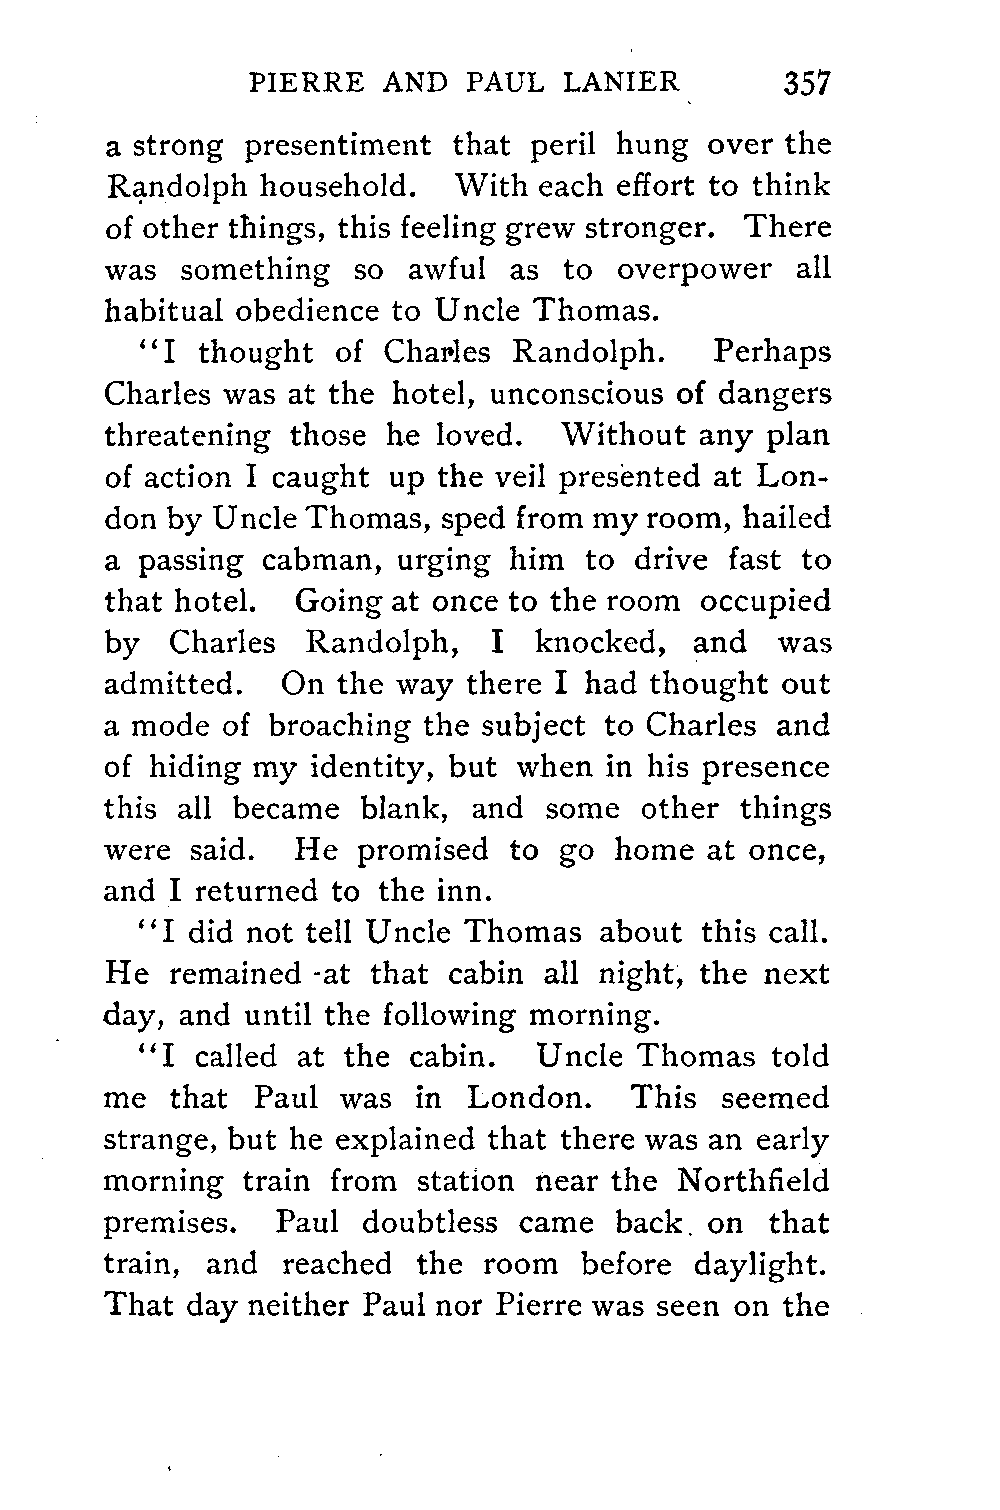 PIERRE AND PAUL LANIER 357
a strong presentiment that peril hung over the
Randolph household. With each effort to think
of other things, this feeling grew stronger. There
was something so awful as to overpower all
habitual obedience to Uncle Thomas.
"I thought of Charles Randolph. Perhaps
Charles was at the hotel, unconscious of dangers
threatening those he loved. Without any plan
of action I caught up the veil presented at Lon-
don by Uncle Thomas, sped from my room, hailed
a passing cabman, urging him to drive fast to
that hotel. Going at once to the room occupied
by Charles Randolph, I knocked, and was
admitted. On the way there I had thought out
a mode of broaching the subject to Charles and
of hiding my identity, but when in his presence
this all became blank, and some other things
were said. He promised to go home at once,
and I returned to the inn.
"I did not tell Uncle Thomas about this call.
He remained at that cabin all night, the next
day, and until the following morning.
"I called at the cabin. Uncle Thomas told
me that Paul was in London. This seemed
strange, but he explained that there was an early
morning train from station near the Northfield
premises. Paul doubtless came back on that
train, and reached the room before daylight.
That day neither Paul nor Pierre was seen on the